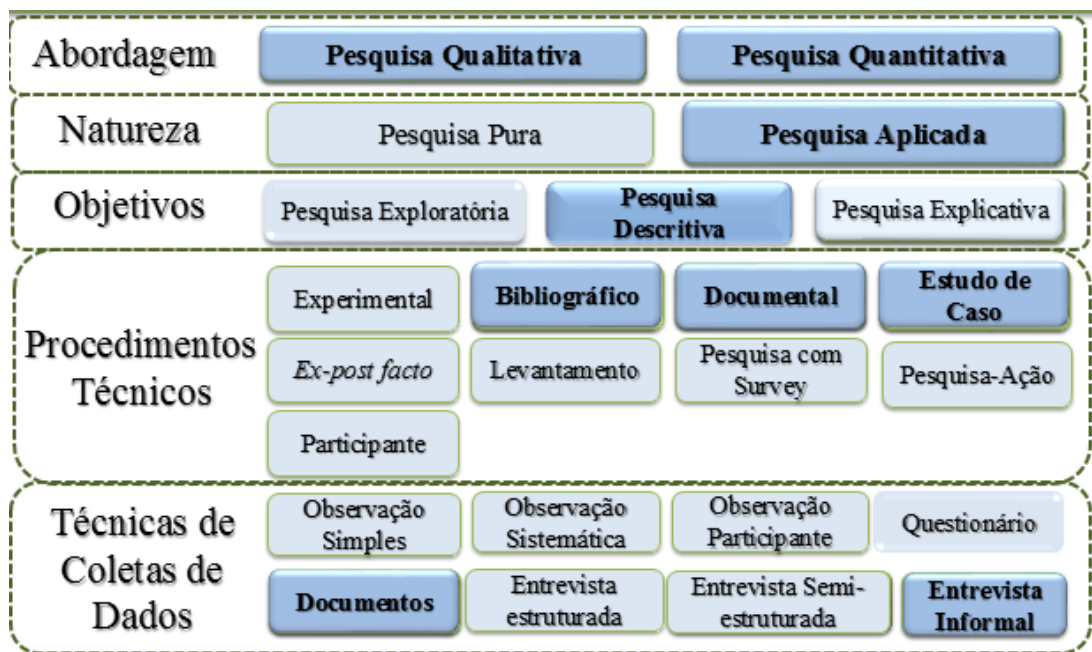 Abordagem
Pesquisa Qualitativa
Pesquisa Quantitativa
Natureza
Pesquisa Pura
Pesquisa Aplicada
Objetivos
Pesquisa Exploratória
Pesquisa
Descritiva
Pesquisa Explicativa
Procedimentos
Técnicos
Experimental
Bibliográfico
Documental
Estudo de
Caso
Ex-post facto
Levantamento
Pesquisa com
Survey
Pesquisa-Ação
Participante
Técnicas de
Coletas de
Dados
Observação
Simples
Observação
Sistemática
Observação
Participante
Questionário
Documentos
Entrevista
estruturada
Entrevista Semi-
estruturada
Entrevista
Informal